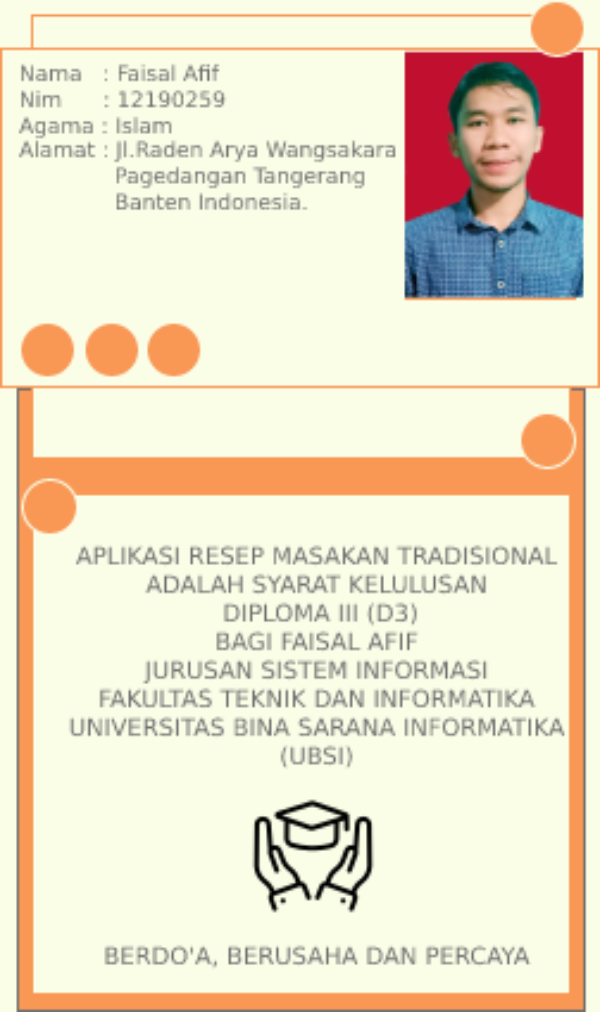 Nama : Faisal Afif
Nim : 12190259
Agama : Islam
Alamat : Jl.Raden Arya Wangsakara
Pagedangan Tangerang
Banten Indonesia.
APLIKASI RESEP MASAKAN TRADISIONAL
ADALAH SYARAT KELULUSAN
DIPLOMA III (D3)
BAGI FAISAL AFIF
JURUSAN SISTEM INFORMASI
FAKULTAS TEKNIK DAN INFORMATIKA
UNIVERSITAS BINA SARANA INFORMATIKA
(UBSI)
BERDO'A, BERUSAHA DAN PERCAYA